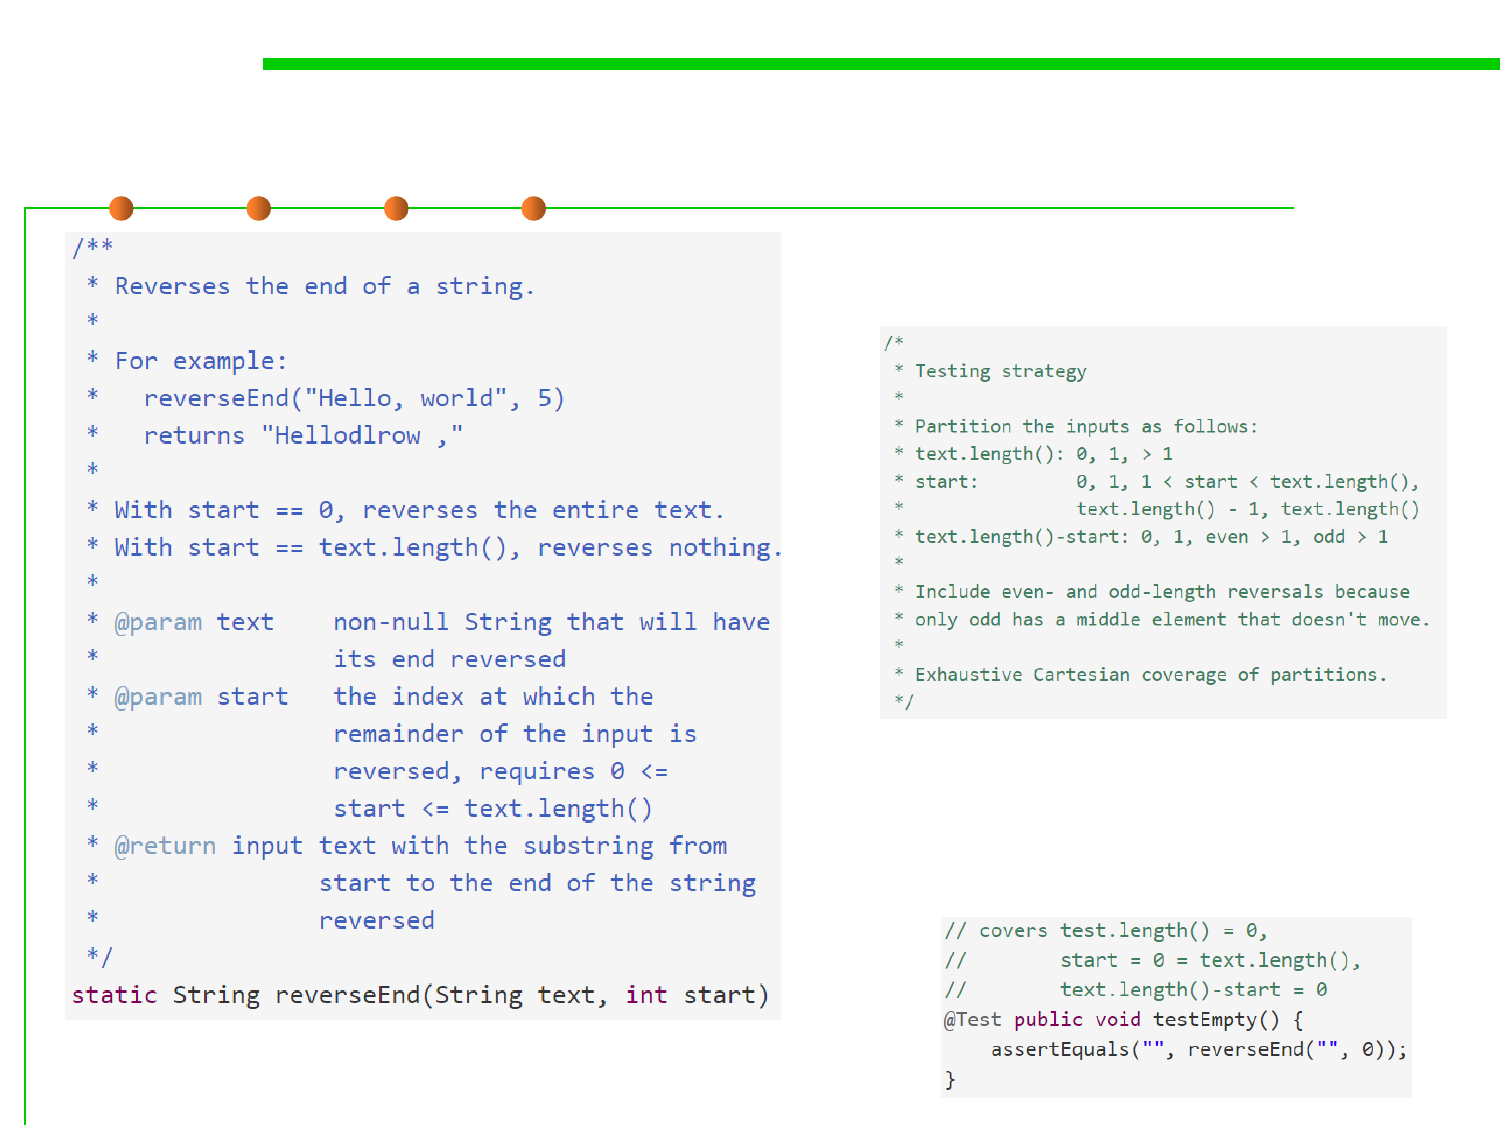 /**
 * Reverses the end of a string.
 *
 * For example:
 *   reverseEnd("Hello, world", 5)
 *   returns "Hellodlrow ,"
 *
 * With start == 0, reverses the entire text.
 * With start == text.length(), reverses nothing.
 *
 * @param text    non-null String that will have
 *                its end reversed
 * @param start   the index at which the
 *                remainder of the input is
 *                reversed, requires 0 <=
 *                start <= text.length()
 * @return input text with the substring from
 *               start to the end of the string
 *               reversed
 */
static String reverseEnd(String text, int start)
/*
 * Testing strategy
 *
 * Partition the inputs as follows:
 * text.length(): 0, 1, > 1
 * start:         0, 1, 1 < start < text.length(),
 *                text.length() - 1, text.length()
 * text.length()-start: 0, 1, even > 1, odd > 1
 *
 * Include even- and odd-length reversals because
 * only odd has a middle element that doesn't move.
 *
 * Exhaustive Cartesian coverage of partitions.
 */
// covers test.length() = 0,
//        start = 0 = text.length(),
//        text.length()-start = 0
@Test public void testEmpty() {
    assertEquals("", reverseEnd("", 0));
}